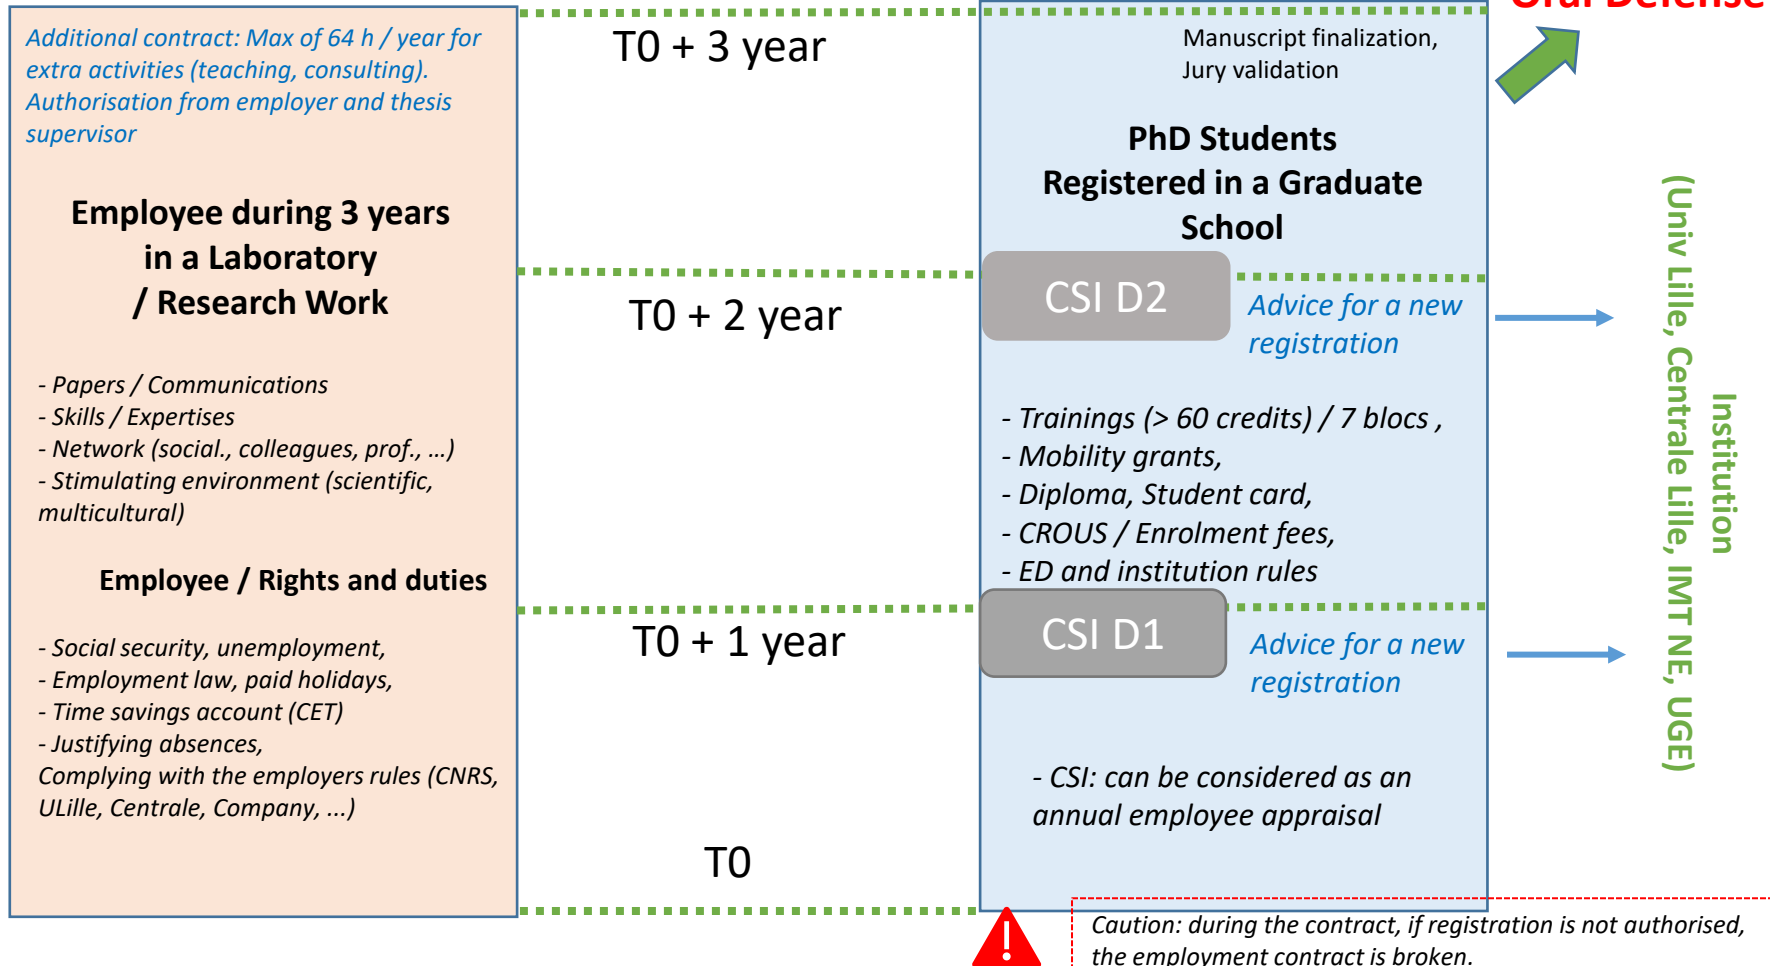 Additional contract: Max of 64 h / year for
extra activities (teaching, consulting).
Authorisation from employer and thesis
supervisor
Employee during 3 years
in a Laboratory
/ Research Work
- Papers / Communications
- Skills / Expertises
- Network (social., colleagues, prof., ...)
- Stimulating environment (scientific,
multicultural)
Employee / Rights and duties
- Social security, unemployment,
- Employment law, paid holidays,
- Time savings account (CET)
- Justifying absences,
Complying with the employers rules (CNRS,
ULille, Centrale, Company, ...)
T0 + 3 year
T0 + 2 year
T0 + 1 year
T0
Manuscript finalization,
Jury validation
PhD Students
Registered in a Graduate
School
CSI D2
Advice for a new
registration
- Trainings (> 60 credits) / 7 blocs ,
- Mobility grants,
- Diploma, Student card,
- CROUS / Enrolment fees,
- ED and institution rules
CSI D1
Advice for a new
registration
- CSI: can be considered as an
annual employee appraisal
Oral Defense
Institution
(Univ Lille, Centrale Lille, IMT NE, UGE)
Caution: during the contract, if registration is not authorised,
the employment contract is broken.